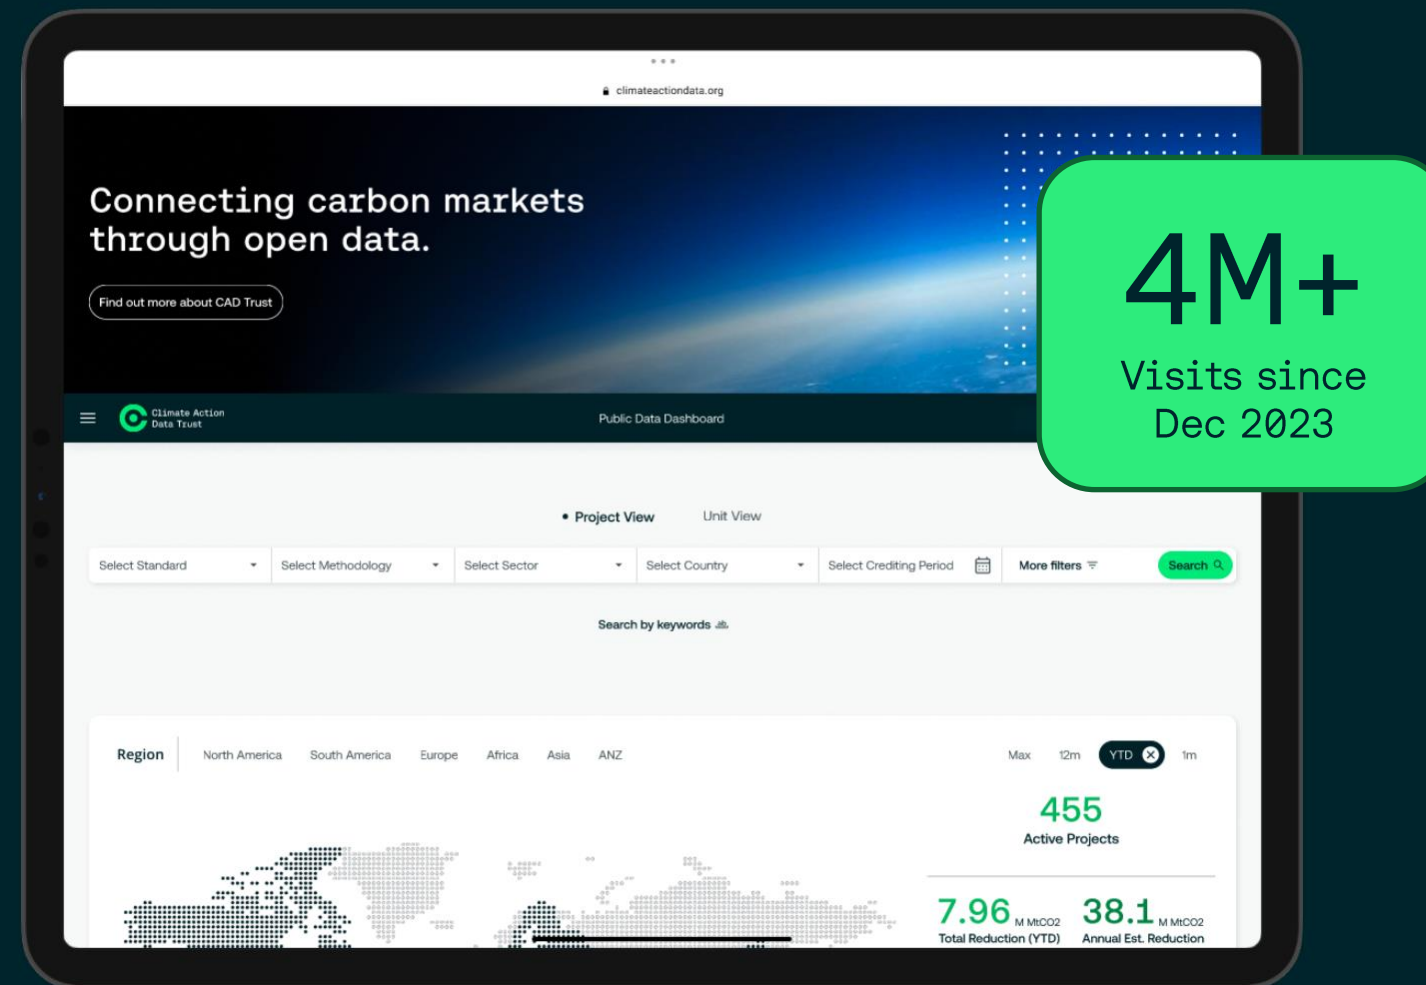 climateactiondata.org
Connecting carbon markets
through open data.
Find out more about CAD Trust
4M+
Visits since
Dec 2023
Climate Action
Data Trust
Public Data Dashboard
Project View
Unit View
Select Standard
Select Methodology
Select Sector
Select Country
Select Crediting Period
More filters
Search
Search by keywords
Region
North America
South America
Europe
Africa
Asia
ANZ
Max
12m
YTD
1m
455
Active Projects
7.96 M MtCO2
Total Reduction (YTD)
38.1 M MtCO2
Annual Est. Reduction